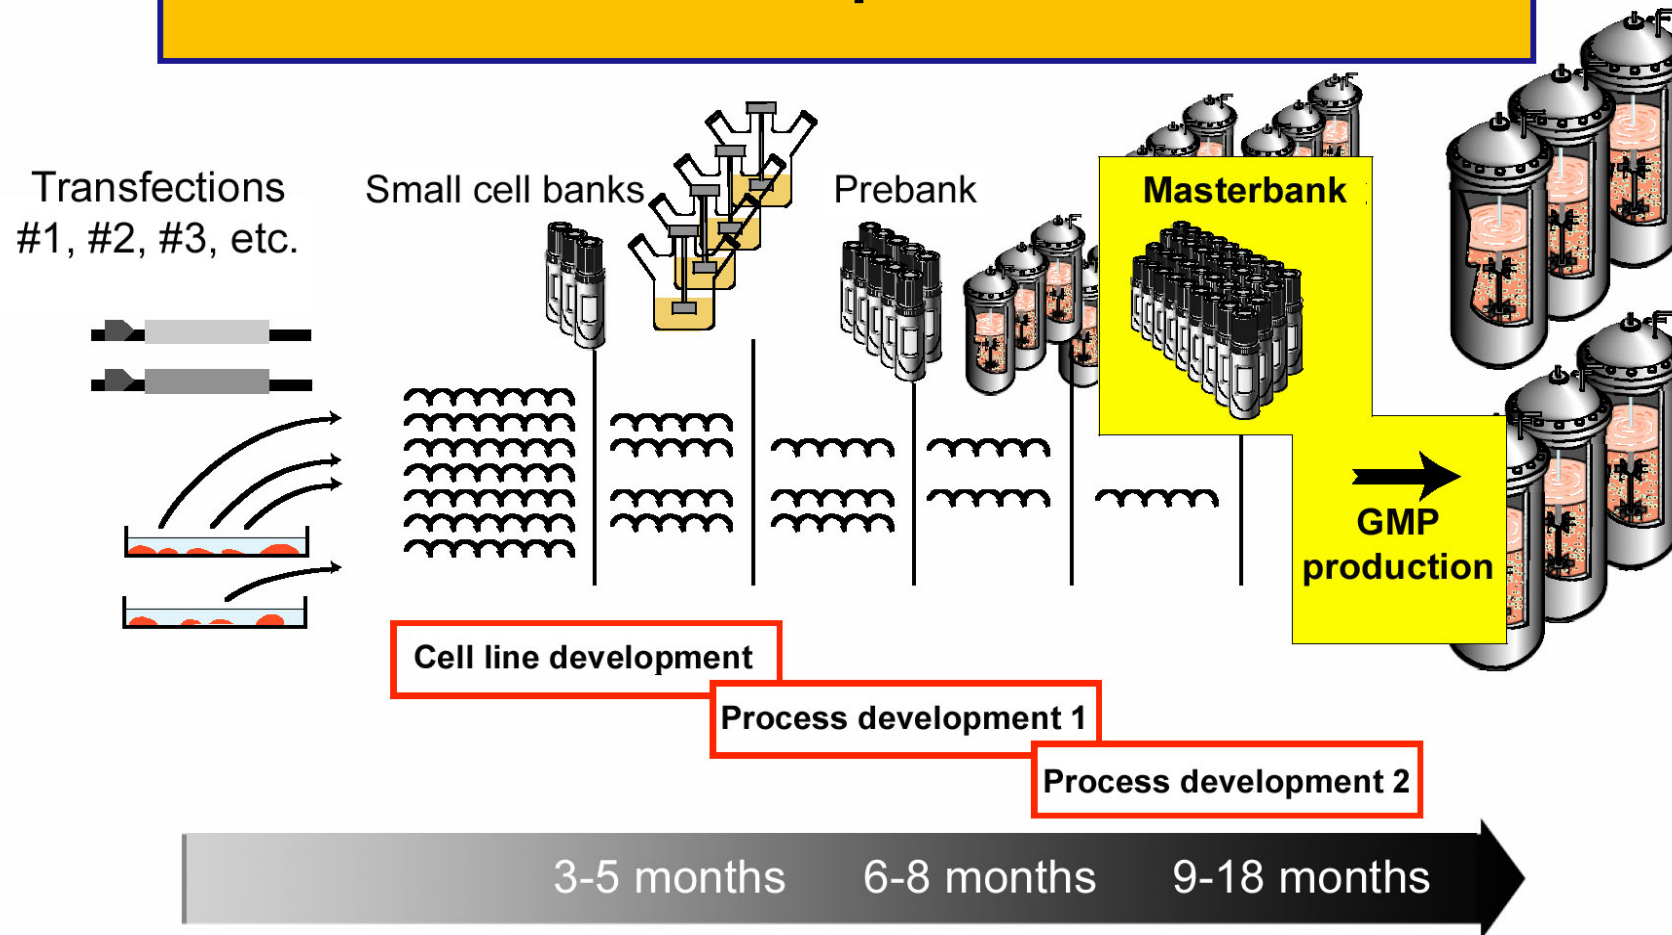 Transfections
#1, #2, #3, etc.
Small cell banks
Prebank
Masterbank
GMP
production
Cell line development
Process development 1
Process development 2
3-5 months
6-8 months
9-18 months